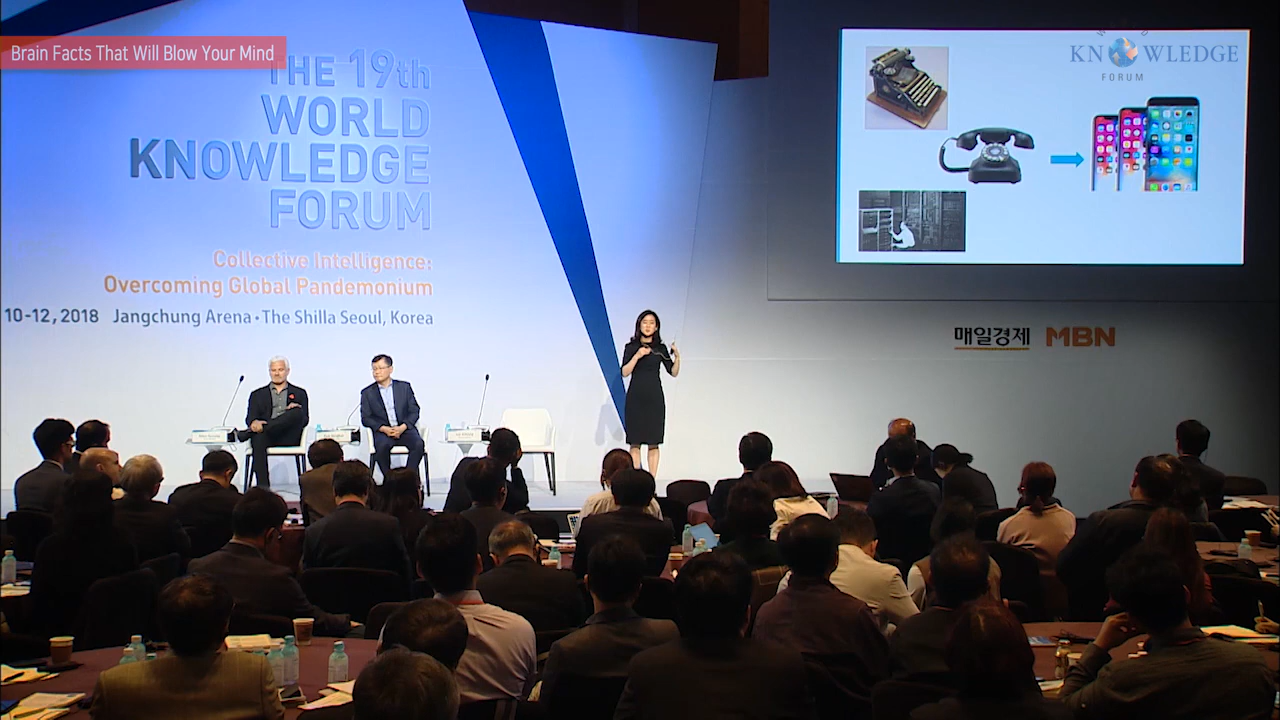 Brain Facts That Will Blow Your Mind
THE 19th
WORLD
KNOWLEDGE
FORUM
Collective Intelligence:
Overcoming Global Pandemonium
10-12, 2018 Jangchung Arena • The Shilla Seoul, Korea
KNOWLEDGE
FORUM
매일경제 MBN